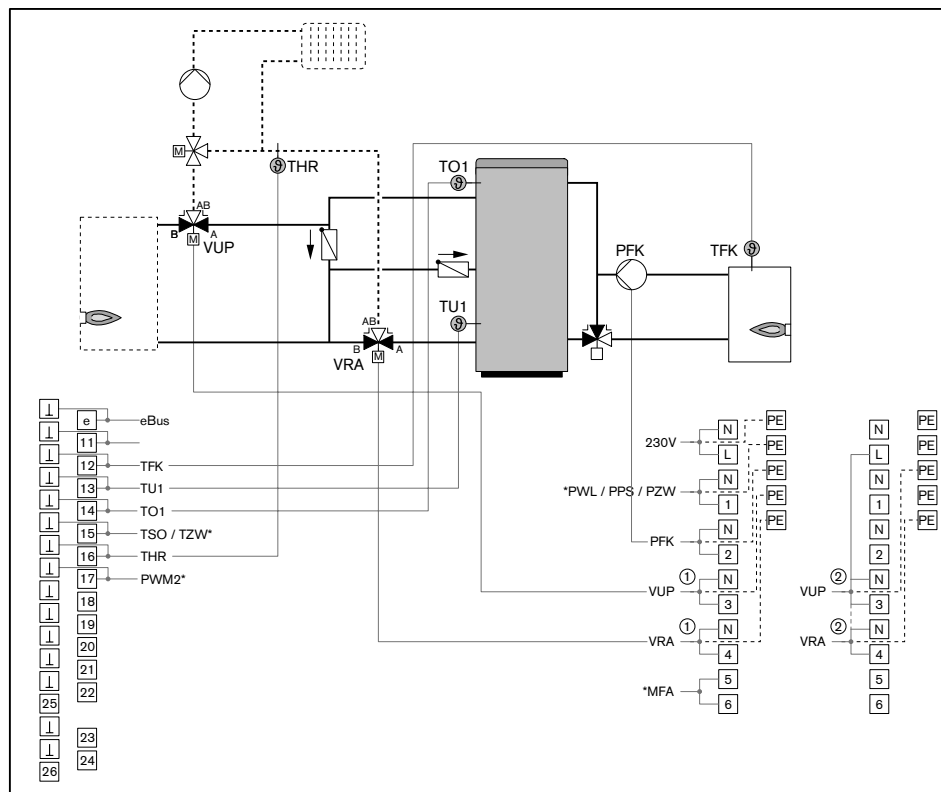 M
THR
AB
B
A
M
VUP
TO1
TU1
AB
B
A
M
VRA
PFK
TFK
⊥
e
eBus
⊥
11
⊥
12
TFK
⊥
13
TU1
⊥
14
TO1
⊥
15
TSO / TZW*
⊥
16
THR
⊥
17
PWM2*
⊥
18
⊥
19
⊥
20
⊥
21
⊥
22
25
⊥
23
⊥
24
26
230V
N
L
*PWL / PPS / PZW
N
1
PFK
N
2
VUP
1
N
3
VRA
1
N
4
*MFA
5
6
PE
PE
PE
PE
PE
N
L
N
1
N
2
VUP
2
N
3
VRA
2
N
4
5
6
PE
PE
PE
PE
PE